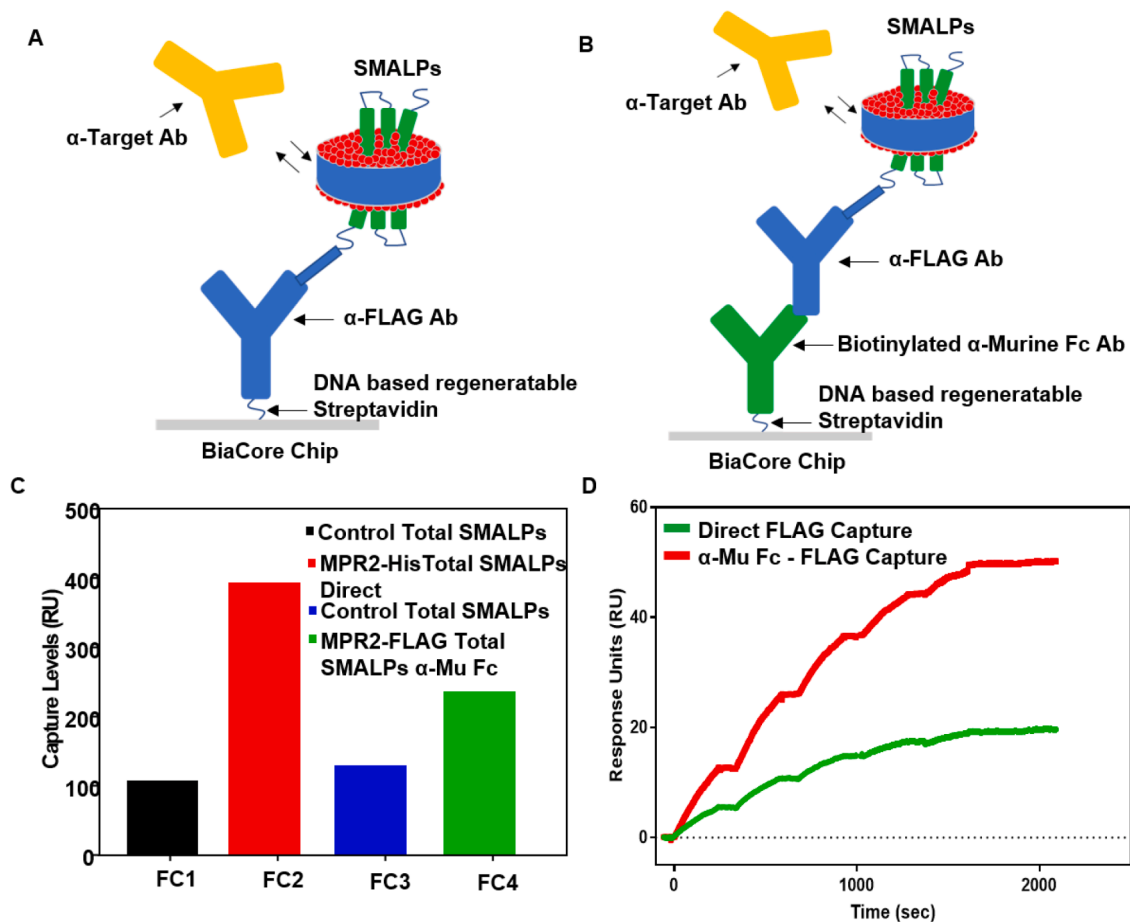 A
SMALPs
α-Target Ab
α-FLAG Ab
DNA based regeneratable
Streptavidin
BiaCore Chip
B
SMALPs
α-Target Ab
α-FLAG Ab
Biotinylated α-Murine Fc Ab
DNA based regeneratable
Streptavidin
BiaCore Chip
C
Capture Levels (RU)
500
400
300
200
100
0
Control Total SMALPs
MPR2-HisTotal SMALPs
Direct
Control Total SMALPs
MPR2-FLAG Total
SMALPs α-Mu Fc
FC1 FC2 FC3 FC4
D
Response Units (RU)
60
40
20
0
Direct FLAG Capture
α-Mu Fc - FLAG Capture
0 1000 2000
Time (sec)